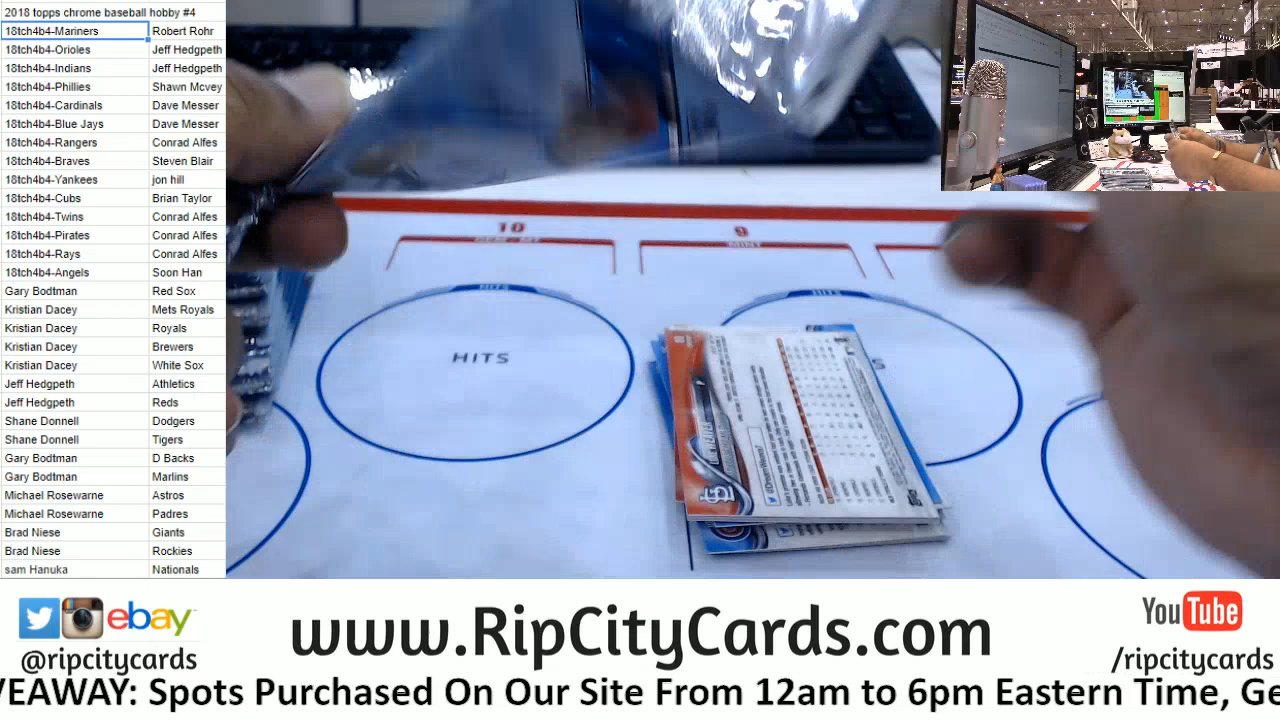 2018 topps chrome baseball hobby #4
18tch4b4-Mariners Robert Rohr
18tch4b4-Orioles Jeff Hedgpeth
18tch4b4-Indians Jeff Hedgpeth
18tch4b4-Phillies Shawn Mcvey
18tch4b4-Cardinals Dave Messer
18tch4b4-Blue Jays Dave Messer
18tch4b4-Rangers Conrad Alfes
18tch4b4-Braves Steven Blair
18tch4b4-Yankees jon hill
18tch4b4-Cubs Brian Taylor
18tch4b4-Twins Conrad Alfes
18tch4b4-Pirates Conrad Alfes
18tch4b4-Rays Conrad Alfes
18tch4b4-Angels Soon Han
Gary Bodtman Red Sox
Kristian Dacey Mets Royals
Kristian Dacey Royals
Kristian Dacey Brewers
Kristian Dacey White Sox
Jeff Hedgpeth Athletics
Jeff Hedgpeth Reds
Shane Donnell Dodgers
Shane Donnell Tigers
Gary Bodtman D Backs
Gary Bodtman Marlins
Michael Rosewarne Astros
Michael Rosewarne Padres
Brad Niese Giants
Brad Niese Rockies
sam Hanuka Nationals
10
GEM - MT
9
MINT
HITS
HITS
HITS
ebay
@ripcitycards
www.RipCityCards.com
YouTube
/ripcitycards
VEAWAY: Spots Purchased On Our Site From 12am to 6pm Eastern Time, Ge